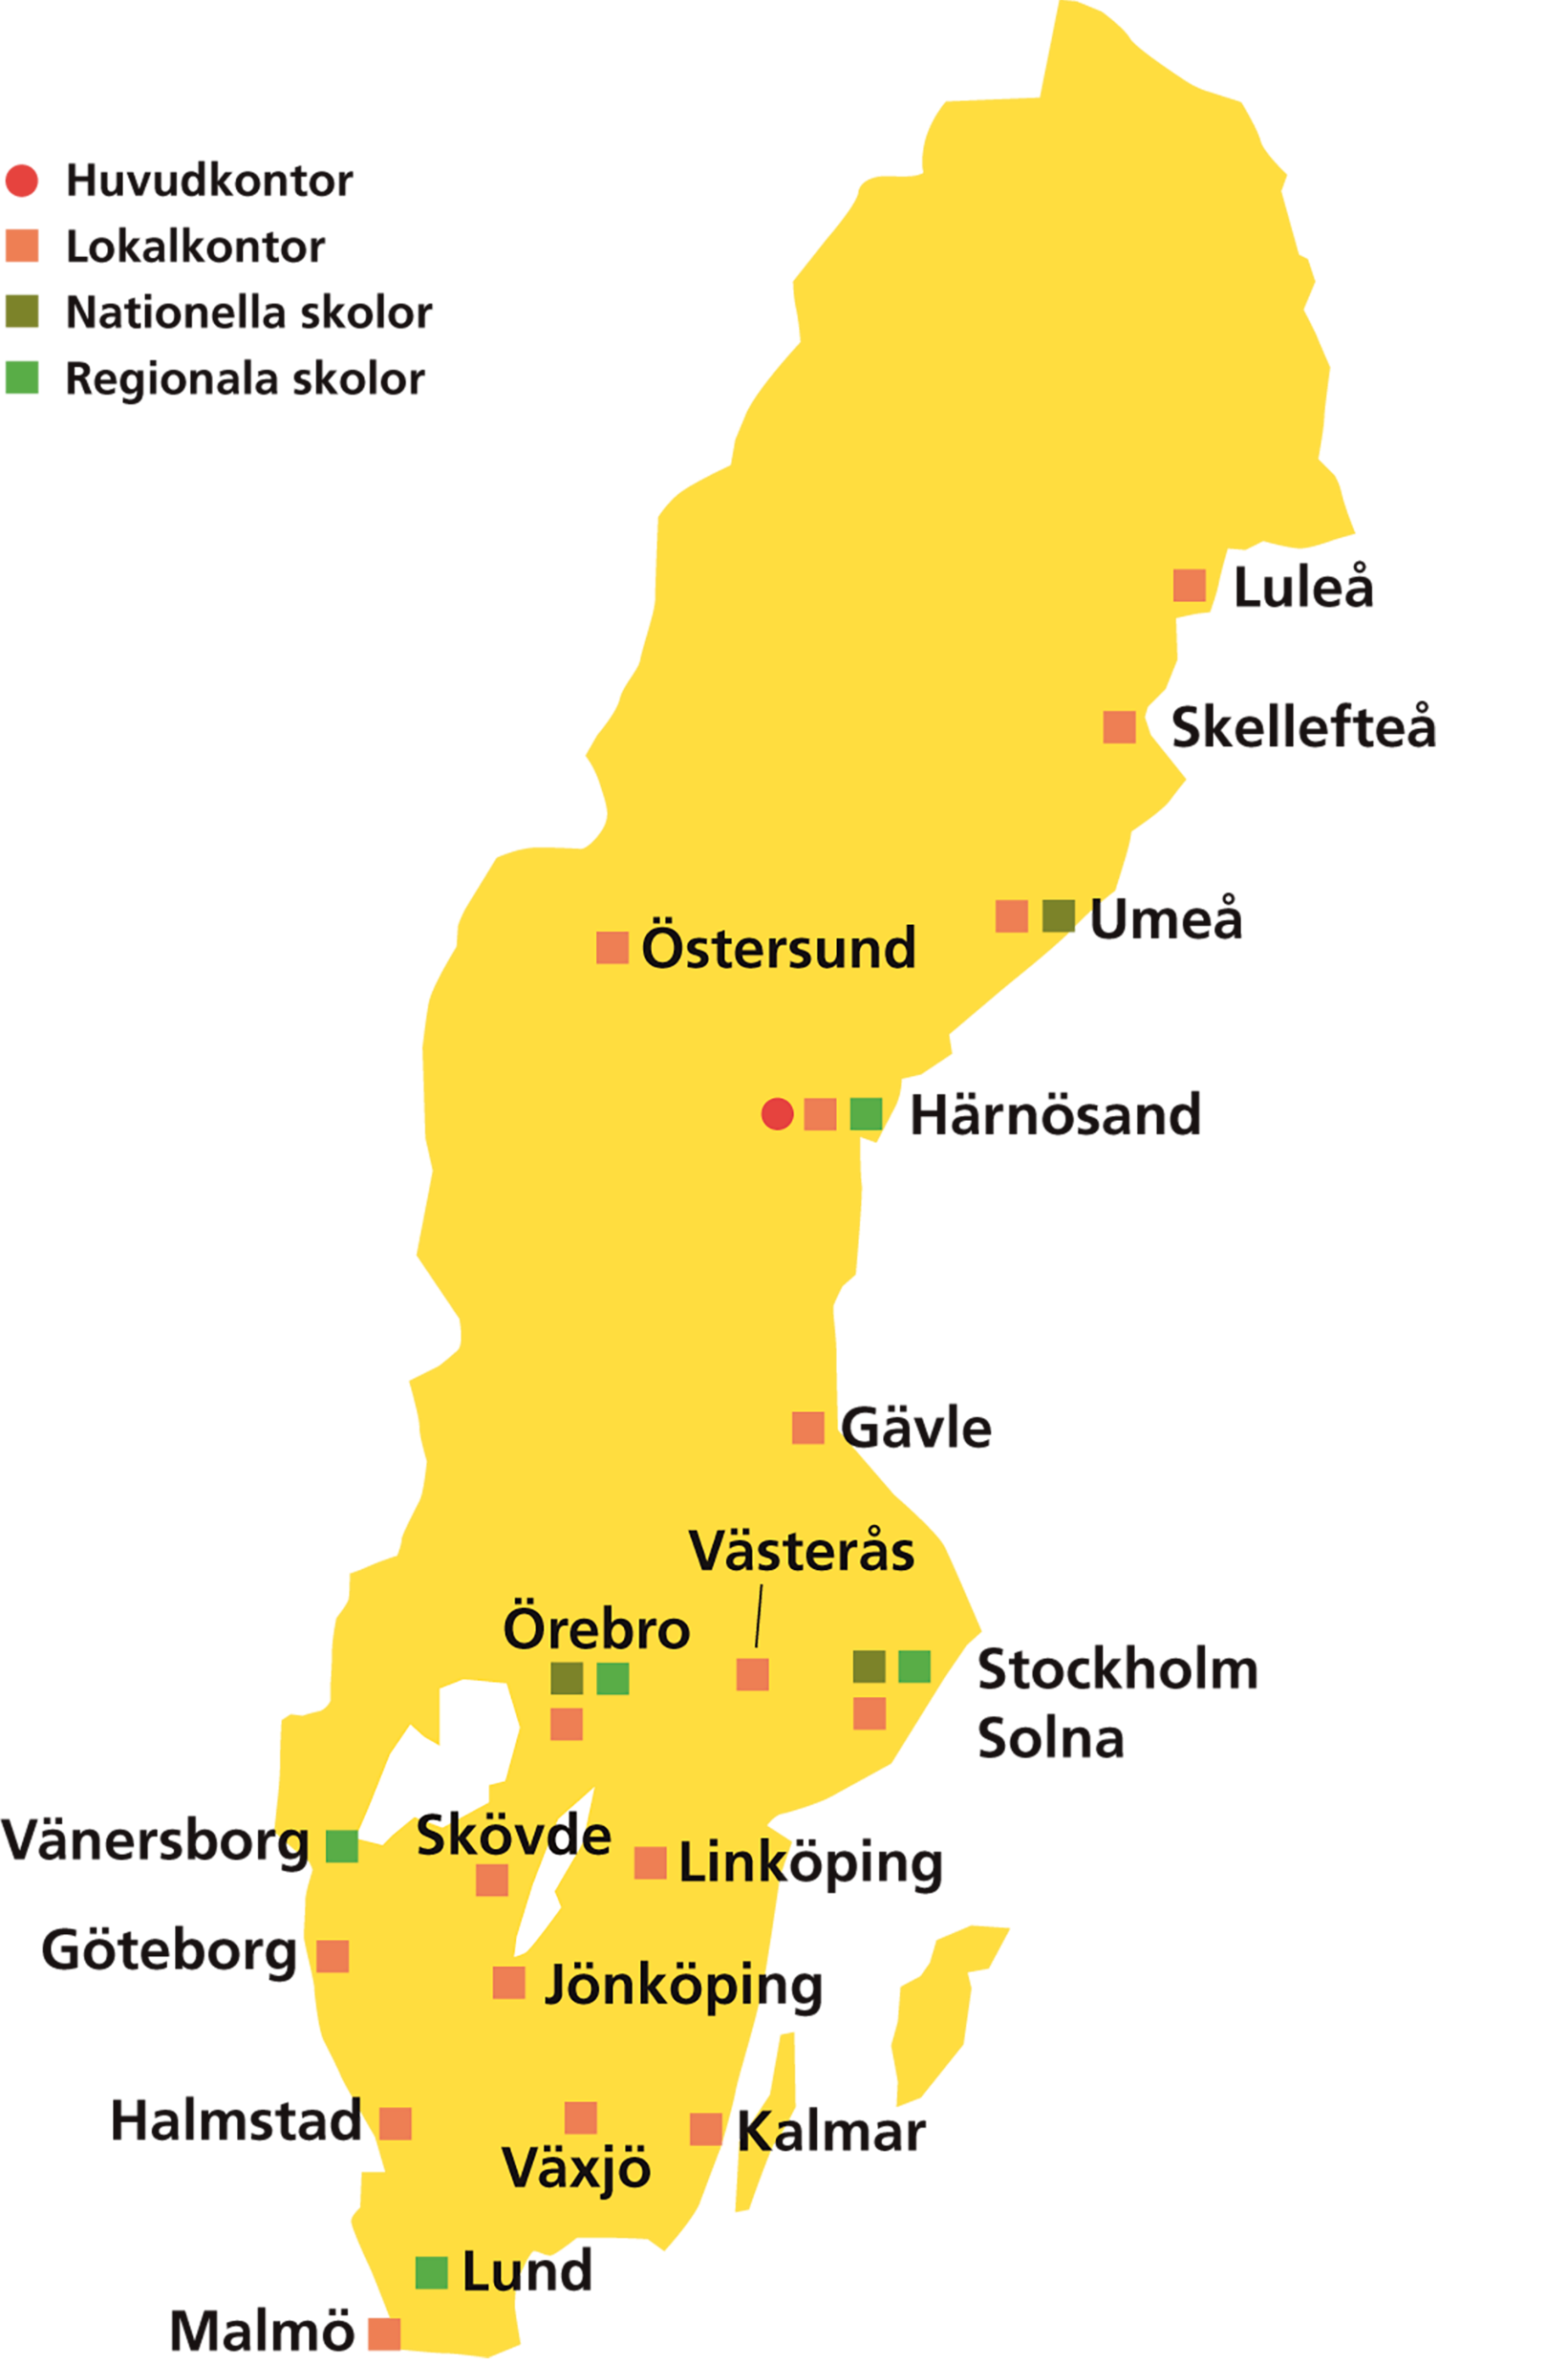 Huvudkontor
Lokalkontor
Nationella skolor
Regionala skolor
Luleå
Skellefteå
Umeå
Östersund
Härnösand
Gävle
Västerås
Örebro
Stockholm
Solna
Vänersborg
Skövde
Linköping
Göteborg
Jönköping
Halmstad
Växjö
Kalmar
Lund
Malmö